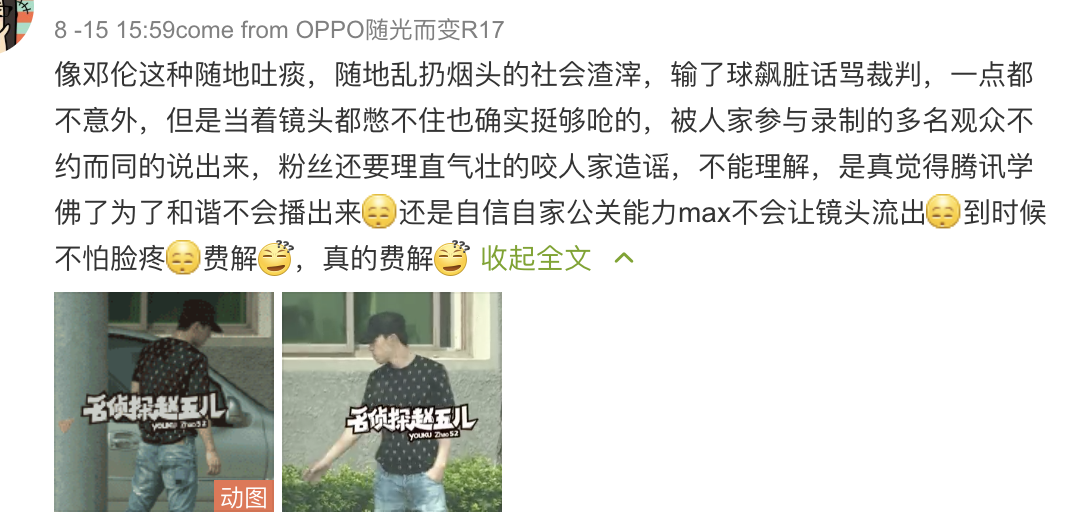 8 -15 15:59come from OPPO随光而变R17
像邓伦这种随地吐痰，随地乱扔烟头的社会渣滓，输了球飙脏话骂裁判，一点都
不意外，但是当着镜头都憋不住也确实挺够呛的，被人家参与录制的多名观众不
约而同的说出来，粉丝还要理直气壮的咬人家造谣，不能理解，是真觉得腾讯学
佛了为了和谐不会播出来还是自信自家公关能力max不会让镜头流出到时候
不怕脸疼费解，真的费解 收起全文
名侦探赵五儿
YOUKU Zhao52
动图
名侦探赵五儿
YOUKU Zhao52